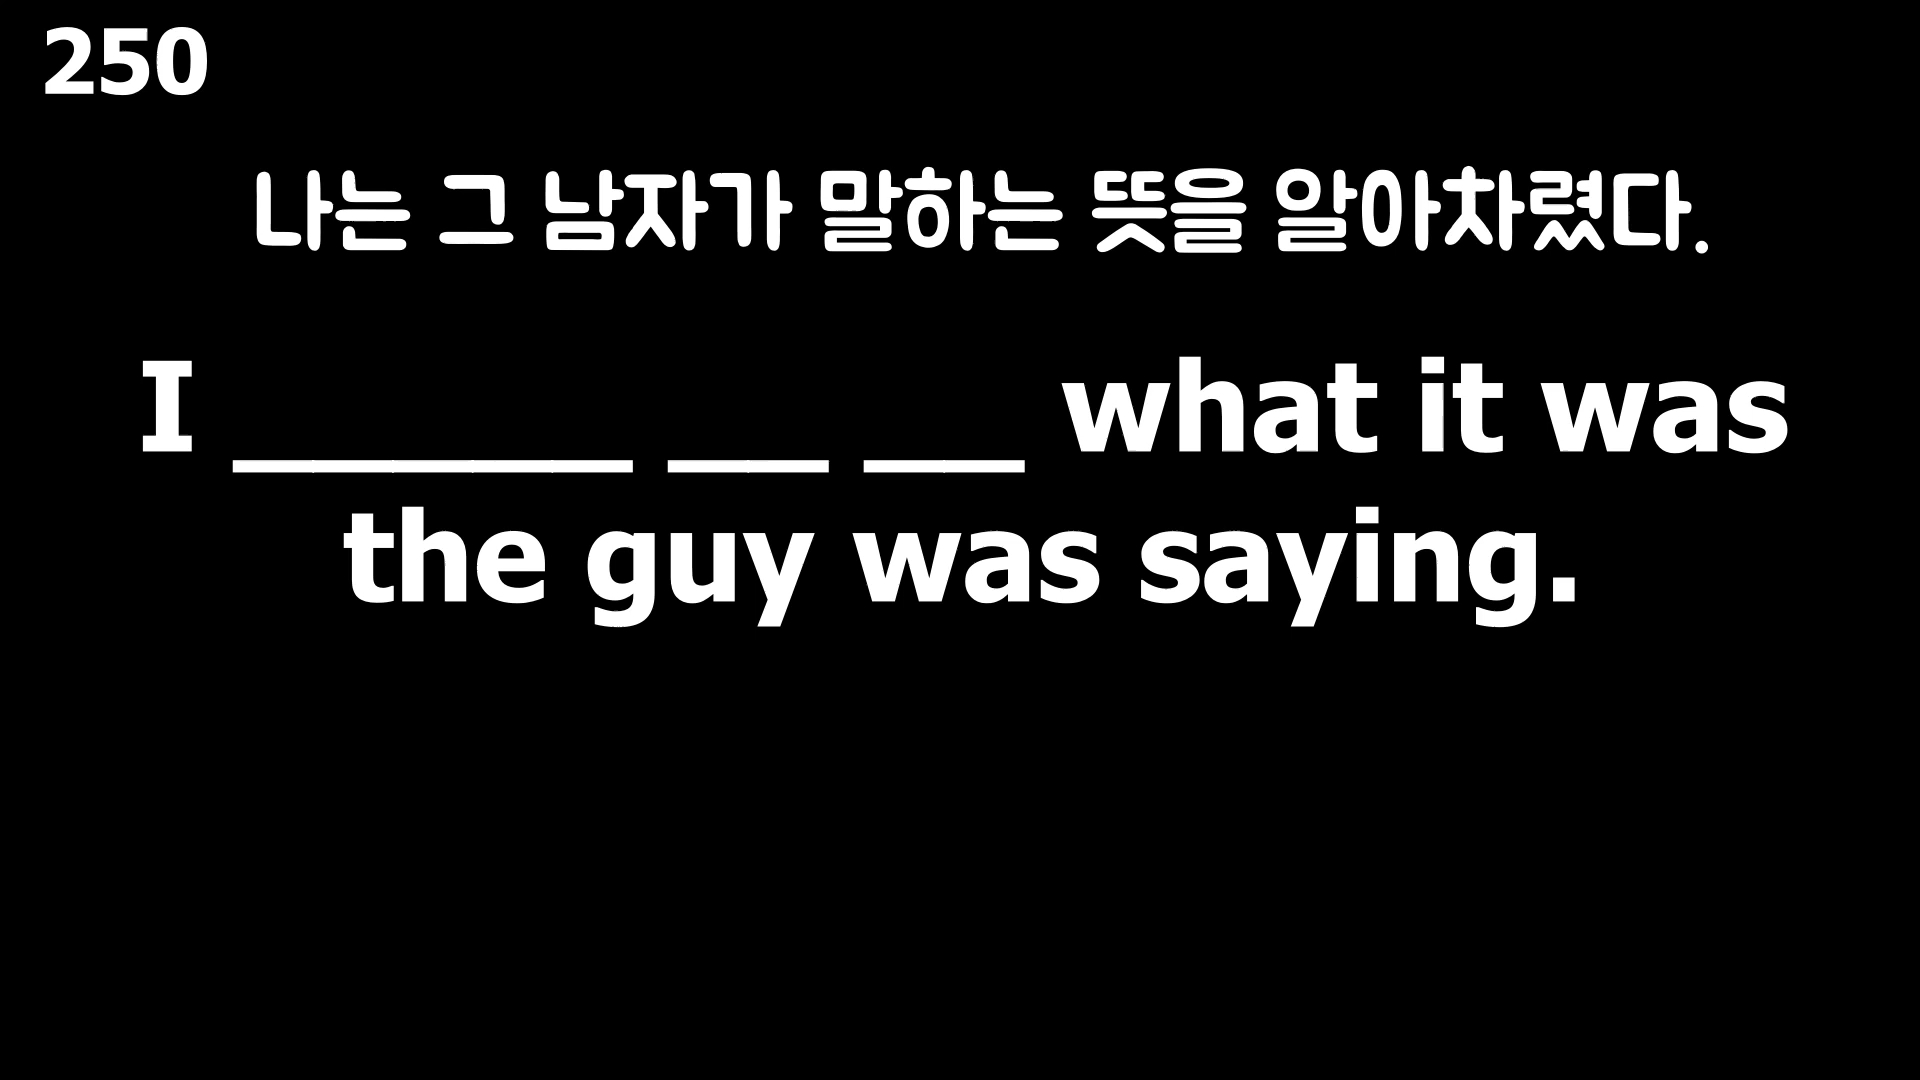 250
나는 그 남자가 말하는 뜻을 알아차렸다.
I _____ __ __ what it was
the guy was saying.